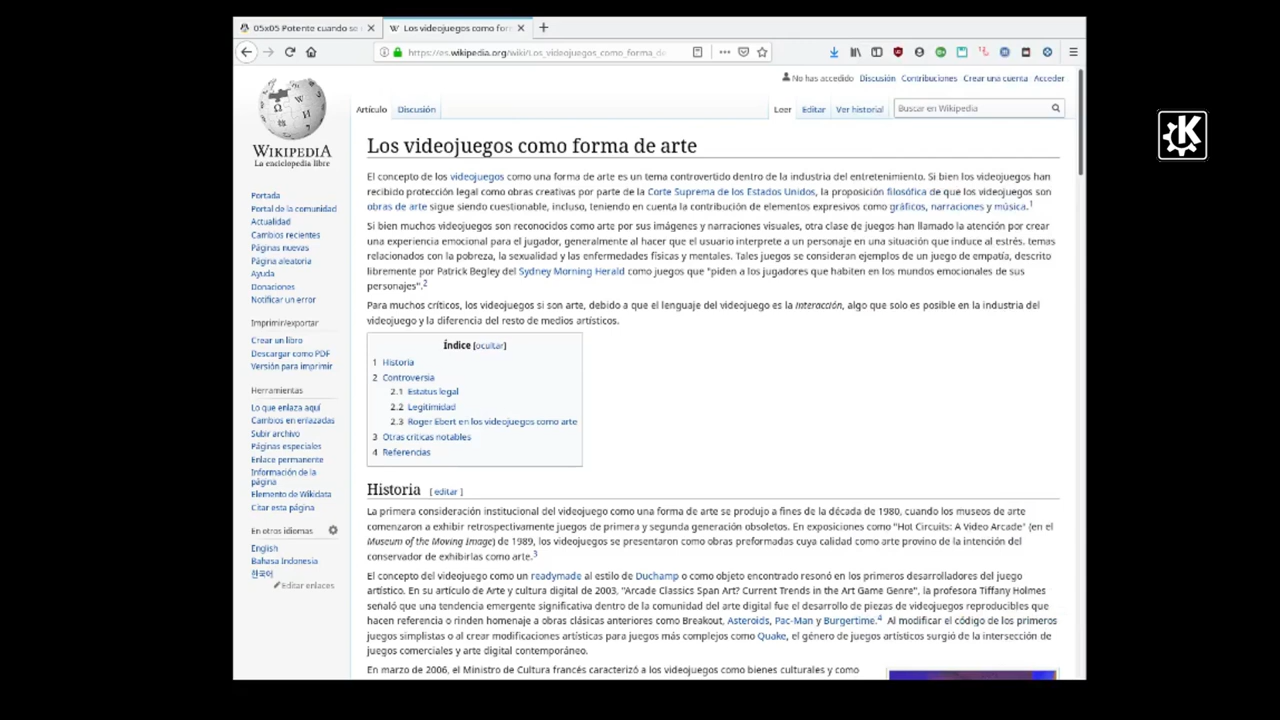 05x05 Potente cuando se
Los videojuegos como for
https://es.wikipedia.org/wiki/Los_videojuegos_como_forma_de
No has accedido Discusión Contribuciones Crear una cuenta Acceder
Artículo Discusión Leer Editar Ver historial Buscar en Wikipedia
WIKIPEDIA
La enciclopedia libre
Portada
Portal de la comunidad
Actualidad
Cambios recientes
Páginas nuevas
Página aleatoria
Ayuda
Donaciones
Notificar un error
Imprimir/exportar
Crear un libro
Descargar como PDF
Versión para imprimir
Herramientas
Lo que enlaza aquí
Cambios en enlazadas
Subir archivo
Páginas especiales
Enlace permanente
Información de la
página
Elemento de Wikidata
Citar esta página
En otros idiomas
English
Bahasa Indonesia
한국어
Editar enlaces
Los videojuegos como forma de arte
El concepto de los videojuegos como una forma de arte es un tema controvertido dentro de la industria del entretenimiento. Si bien los videojuegos han
recibido protección legal como obras creativas por parte de la Corte Suprema de los Estados Unidos, la proposición filosófica de que los videojuegos son
obras de arte sigue siendo cuestionable, incluso, teniendo en cuenta la contribución de elementos expresivos como gráficos, narraciones y música.1
Si bien muchos videojuegos son reconocidos como arte por sus imágenes y narraciones visuales, otra clase de juegos han llamado la atención por crear
una experiencia emocional para el jugador, generalmente al hacer que el usuario interprete a un personaje en una situación que induce al estrés, temas
relacionados con la pobreza, la sexualidad y las enfermedades físicas y mentales. Tales juegos se consideran ejemplos de un juego de empatía, descrito
libremente por Patrick Begley del Sydney Morning Herald como juegos que "piden a los jugadores que habiten en los mundos emocionales de sus
personajes".2
Para muchos críticos, los videojuegos si son arte, debido a que el lenguaje del videojuego es la interacción, algo que solo es posible en la industria del
videojuego y la diferencia del resto de medios artísticos.
Índice [ocultar]
1 Historia
2 Controversia
2.1 Estatus legal
2.2 Legitimidad
2.3 Roger Ebert en los videojuegos como arte
3 Otras críticas notables
4 Referencias
Historia [ editar ]
La primera consideración institucional del videojuego como una forma de arte se produjo a fines de la década de 1980, cuando los museos de arte
comenzaron a exhibir retrospectivamente juegos de primera y segunda generación obsoletos. En exposiciones como "Hot Circuits: A Video Arcade" (en el
Museum of the Moving Image) de 1989, los videojuegos se presentaron como obras preformadas cuya calidad como arte provino de la intención del
conservador de exhibirlas como arte.3
El concepto del videojuego como un readymade al estilo de Duchamp o como objeto encontrado resonó en los primeros desarrolladores del juego
artístico. En su artículo de Arte y cultura digital de 2003, "Arcade Classics Span Art? Current Trends in the Art Game Genre", la profesora Tiffany Holmes
señaló que una tendencia emergente significativa dentro de la comunidad del arte digital fue el desarrollo de piezas de videojuegos reproducibles que
hacen referencia o rinden homenaje a obras clásicas anteriores como Breakout, Asteroids, Pac-Man y Burgertime.4 Al modificar el código de los primeros
juegos simplistas o al crear modificaciones artísticas para juegos más complejos como Quake, el género de juegos artísticos surgió de la intersección de
juegos comerciales y arte digital contemporáneo.
En marzo de 2006, el Ministro de Cultura francés caracterizó a los videojuegos como bienes culturales y como